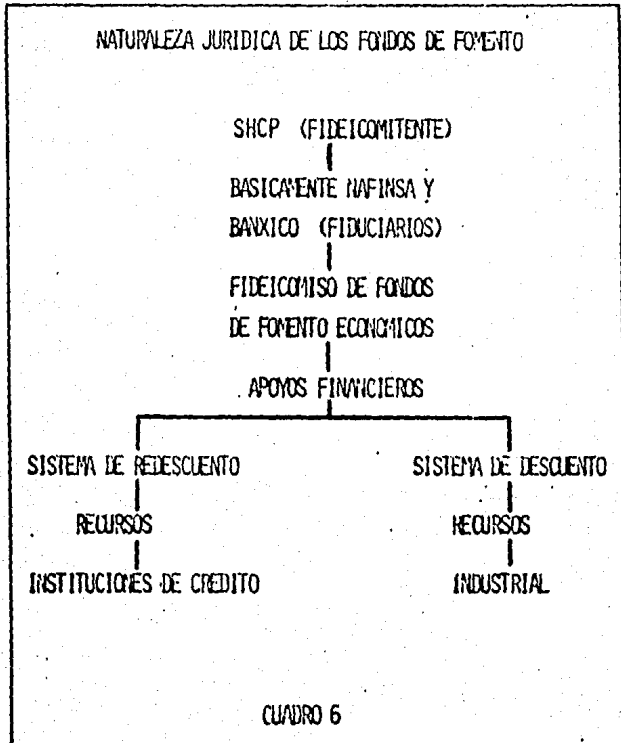 NATURALEZA JURIDICA DE LOS FONDOS DE FOMENTO
SHCP (FIDEICOMITENTE)
BASICAMENTE NAFINSA Y
BANXICO (FIDUCIARIOS)
FIDEICOMISO DE FONDOS
DE FOMENTO ECONOMICOS
APOYOS FINANCIEROS
SISTEMA DE REDESCUENTO SISTEMA DE DESCUENTO
RECURSOS RECURSOS
INSTITUCIONES DE CREDITO INDUSTRIAL
CUADRO 6